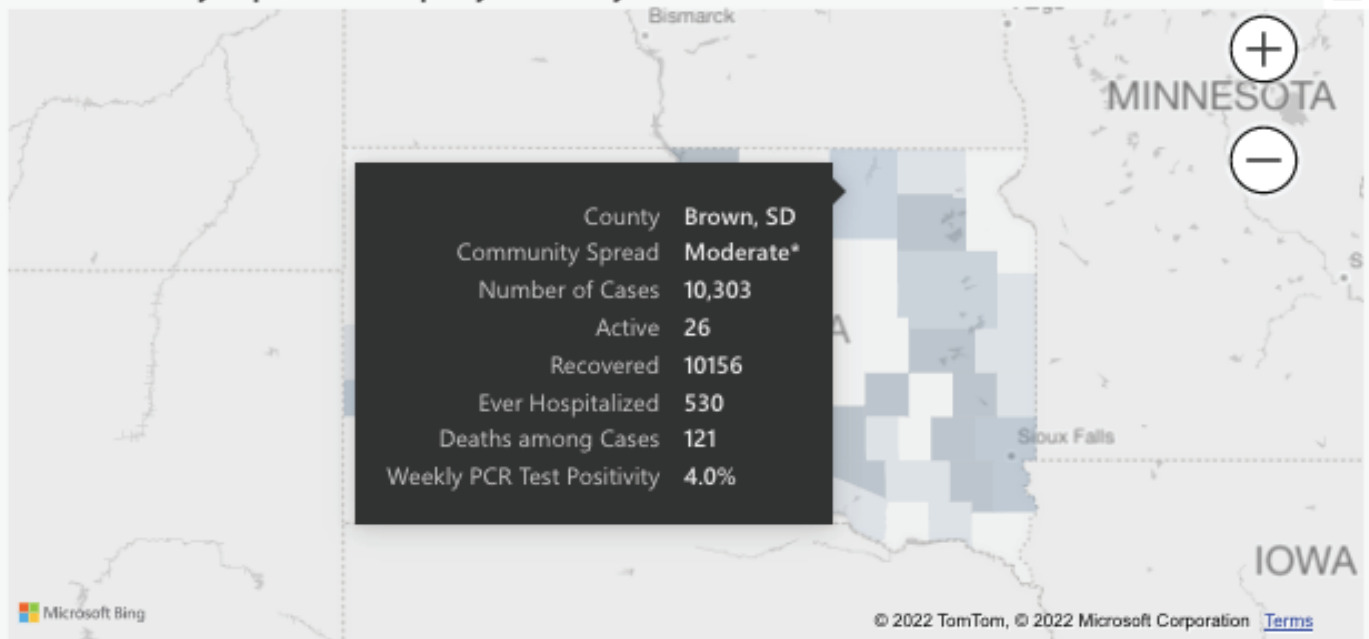 Bismarck
MINNESOTA
County Brown, SD
Community Spread Moderate*
Number of Cases 10,303
Active 26
Recovered 10156
Ever Hospitalized 530
Deaths among Cases 121
Weekly PCR Test Positivity 4.0%
A
Sioux Falls
IOWA
Microsoft Bing
© 2022 TomTom, © 2022 Microsoft Corporation Terms